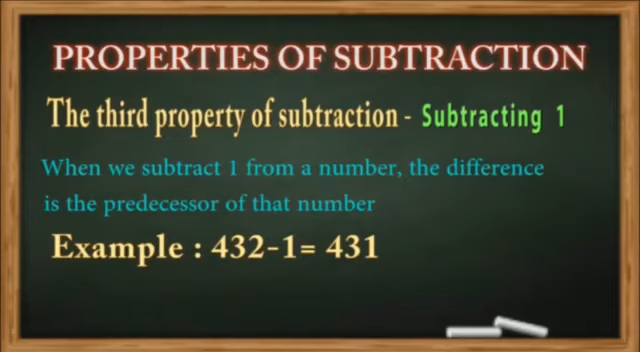 PROPERTIES OF SUBTRACTION
The third property of subtraction - Subtracting 1
When we subtract 1 from a number, the difference
is the predecessor of that number
Example : 432-1= 431